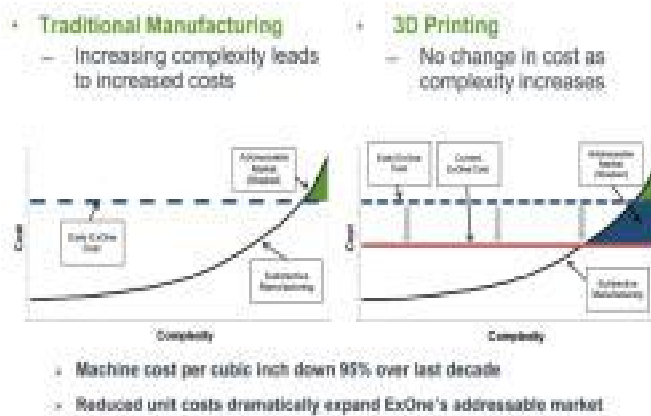 • Traditional Manufacturing
– Increasing complexity leads
to increased costs
• 3D Printing
– No change in cost as
complexity increases
Addressable
Market
(Shaded)
Early ExOne
Cost
Subtractive
Manufacturing
Cost
Complexity
Early ExOne
Cost
Current
ExOne Cost
Addressable
Market
(Shaded)
Subtractive
Manufacturing
Cost
Complexity
Machine cost per cubic inch down 95% over last decade
Reduced unit costs dramatically expand ExOne's addressable market